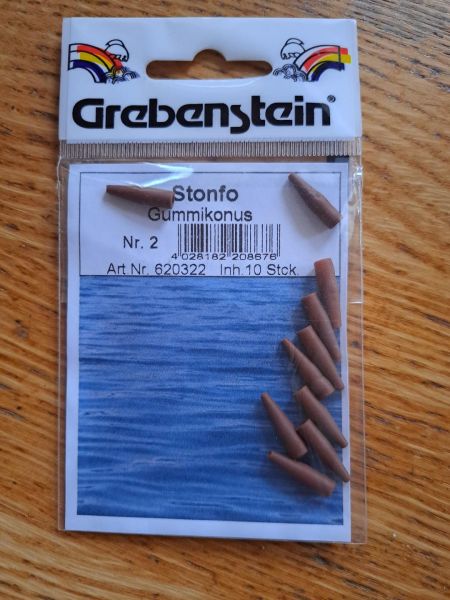 Grebenstein®
Stonfo
Gummikonus
Nr. 2
4 028182 208676
Art.Nr. 620322 Inh.10 Stck.